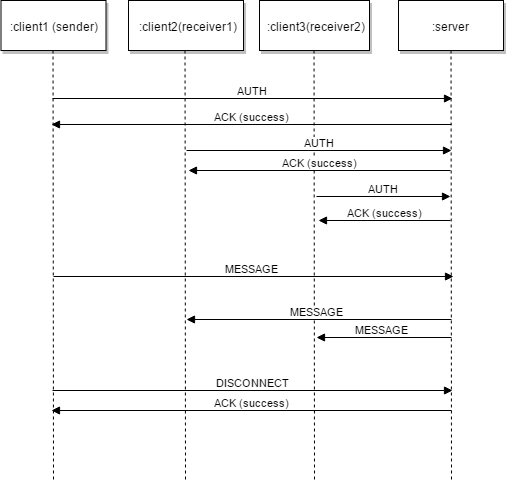 :client1 (sender)
:client2(receiver1)
:client3(receiver2)
:server
AUTH
ACK (success)
AUTH
ACK (success)
AUTH
ACK (success)
MESSAGE
MESSAGE
MESSAGE
DISCONNECT
ACK (success)